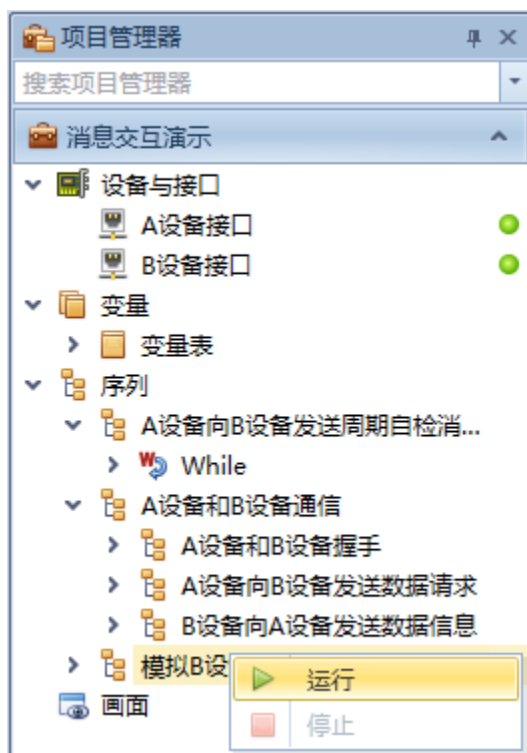 项目管理器
搜索项目管理器
消息交互演示
设备与接口
A设备接口
B设备接口
变量
变量表
序列
A设备向B设备发送周期自检消...
While
A设备和B设备通信
A设备和B设备握手
A设备向B设备发送数据请求
B设备向A设备发送数据信息
模拟B设
运行
画面
停止